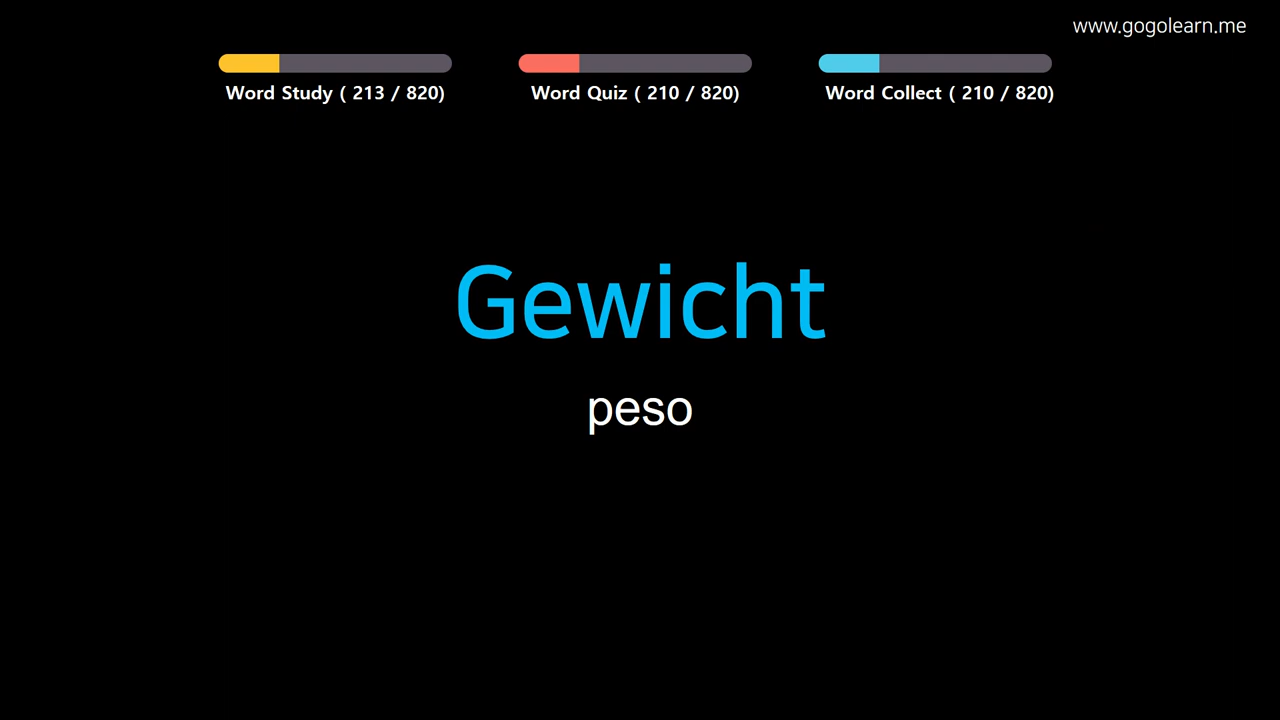 www.gogolearn.me
Word Study ( 213 / 820)
Word Quiz ( 210 / 820)
Word Collect ( 210 / 820)
Gewicht
peso